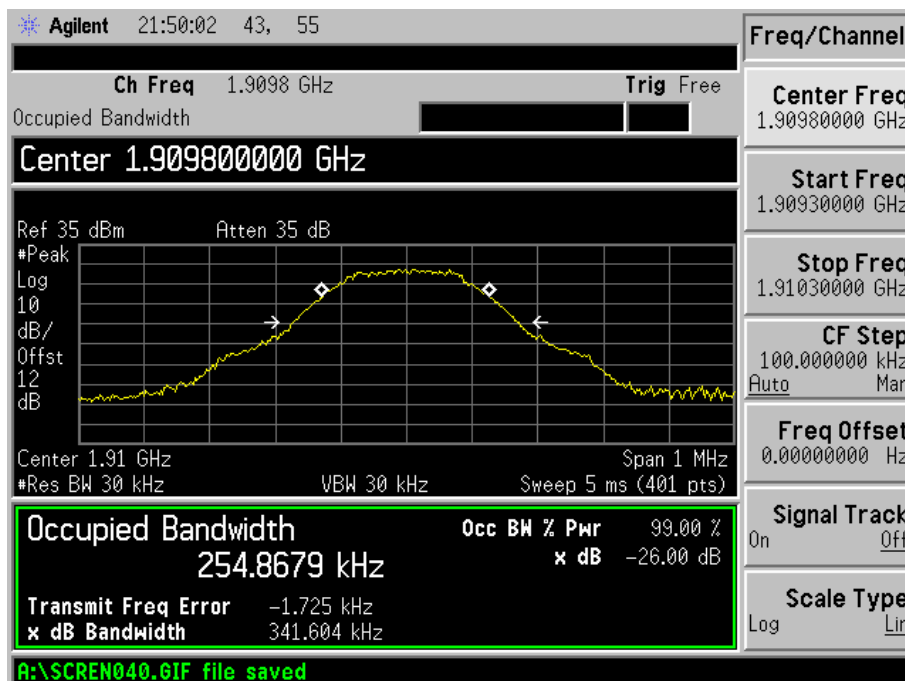 Agilent 21:50:02 43, 55
Freq/Channel
Ch Freq 1.9098 GHz Trig Free
Occupied Bandwidth
Center 1.909800000 GHz
Center Freq
1.90980000 GHz
Start Freq
1.90930000 GHz
Stop Freq
1.91030000 GHz
CF Step
100.000000 kHz
Auto Man
Freq Offset
0.00000000 Hz
Signal Track
On Off
Scale Type
Log Lin
Ref 35 dBm Atten 35 dB
#Peak
Log
10
dB/
Offst
12
dB
Center 1.91 GHz Span 1 MHz
#Res BW 30 kHz VBW 30 kHz Sweep 5 ms (401 pts)
Occupied Bandwidth
254.8679 kHz
Occ BW % Pwr 99.00 %
x dB -26.00 dB
Transmit Freq Error -1.725 kHz
x dB Bandwidth 341.604 kHz
A:\SCREN040.GIF file saved